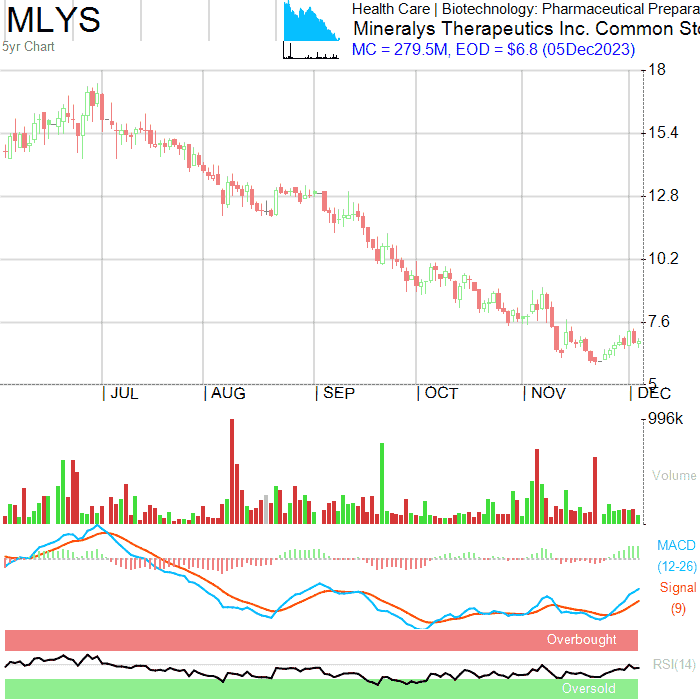 MLYS
5yr Chart
Health Care | Biotechnology: Pharmaceutical Prepara
Mineralys Therapeutics Inc. Common Sto
MC = 279.5M, EOD = $6.8 (05Dec2023)
18
15.4
12.8
10.2
7.6
5
| JUL | AUG | SEP | OCT | NOV | DEC
996k
Volume
MACD
(12-26)
Signal
(9)
Overbought
RSI(14)
Oversold